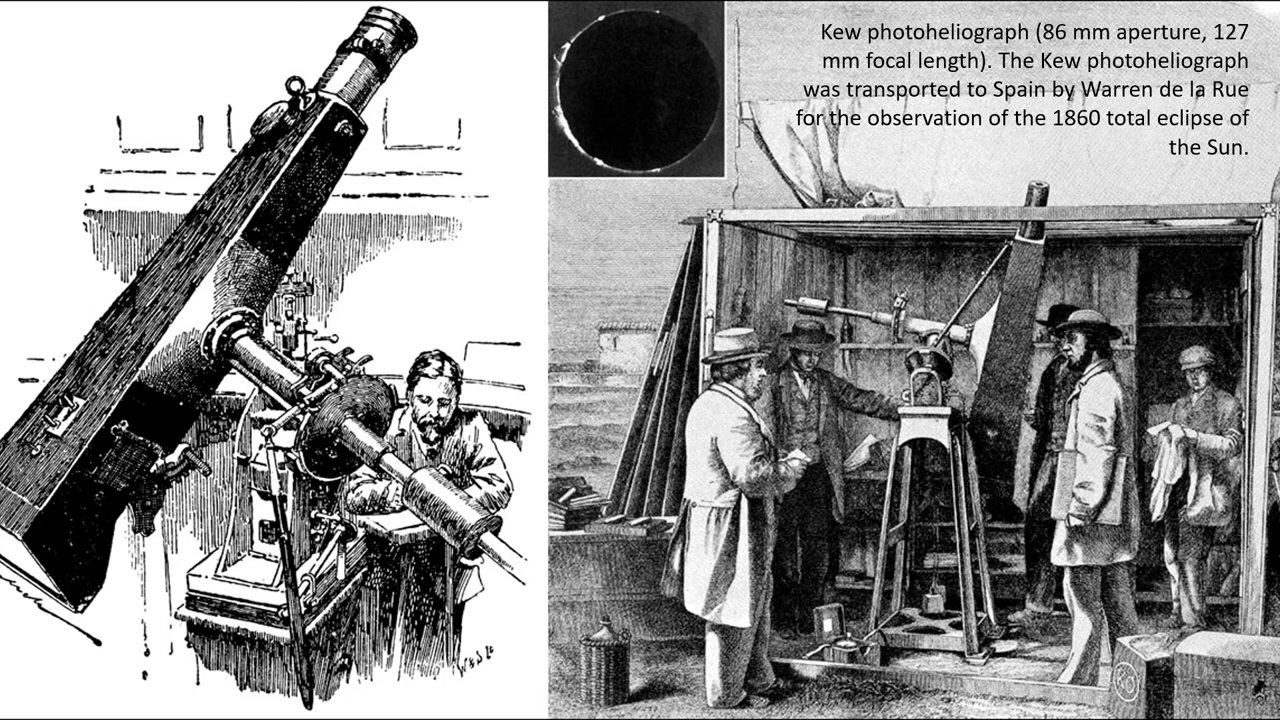 Kew photoheliograph (86 mm aperture, 127
mm focal length). The Kew photoheliograph
was transported to Spain by Warren de la Rue
for the observation of the 1860 total eclipse of
the Sun.